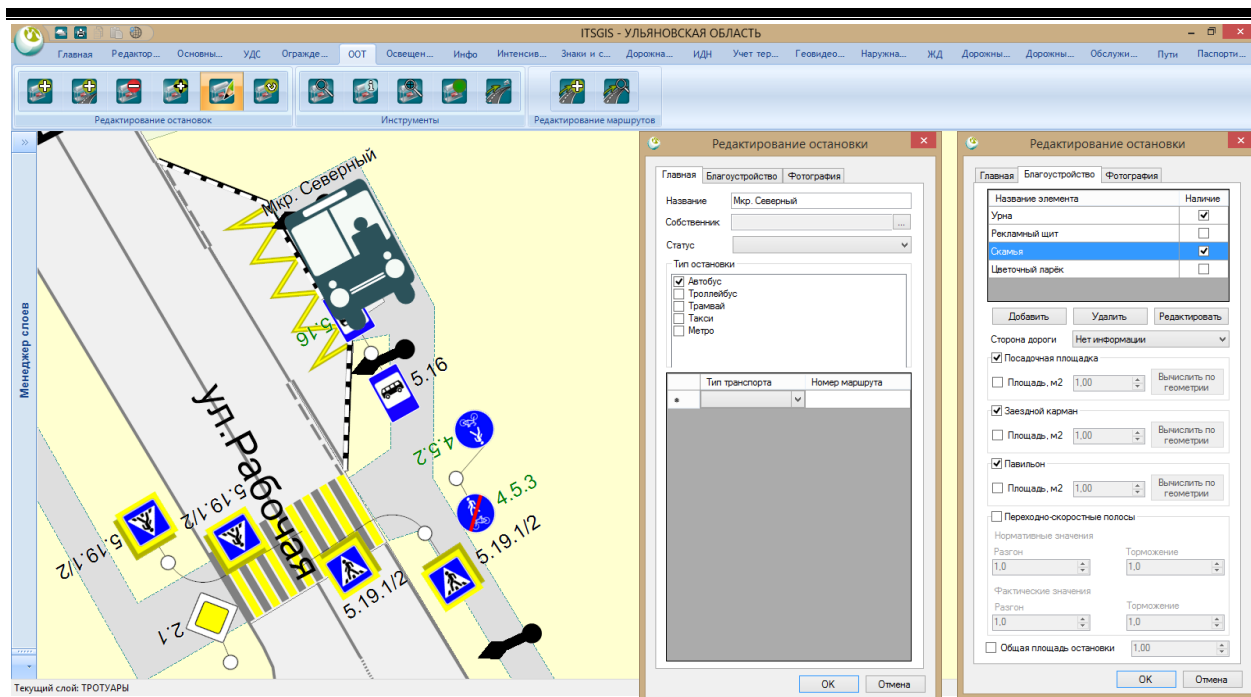 ITSGIS - УЛЬЯНОВСКАЯ ОБЛАСТЬ
Главная Редактор... Основны... УДС Огражде... ООТ Освещен... Инфо Интенсив... Знаки и с... Дорожна... ИДН Учет тер... Геовидео... Наружна... ЖД Дорожны... Дорожны... Обслужи... Пути Паспорти...
Редактирование остановок Инструменты Редактирование маршрутов
Менеджер слоев
Мкр. Северный
5.16
5.16
4.5.2
4.5.3
ул.Рабочая
5.19.1/2
5.19.1/2
5.19.1/2
5.19.1/2
2.1
Текущий слой: ТРОТУАРЫ
Редактирование остановки
Главная Благоустройство Фотография
Название Мкр. Северный
Собственник ...
Статус
Тип остановки
Автобус
Троллейбус
Трамвай
Такси
Метро
Тип транспорта Номер маршрута
ОК Отмена
Редактирование остановки
Главная Благоустройство Фотография
Название элемента Наличие
Урна
Рекламный щит
Скамья
Цветочный ларёк
Добавить Удалить Редактировать
Сторона дороги Нет информации
Посадочная площадка
Площадь, м2 1,00 Вычислить по геометрии
Заездной карман
Площадь, м2 1,00 Вычислить по геометрии
Павильон
Площадь, м2 1,00 Вычислить по геометрии
Переходно-скоростные полосы
Нормативные значения
Разгон Торможение
1,0 1,0
Фактические значения
Разгон Торможение
1,0 1,0
Общая площадь остановки 1,00
ОК Отмена